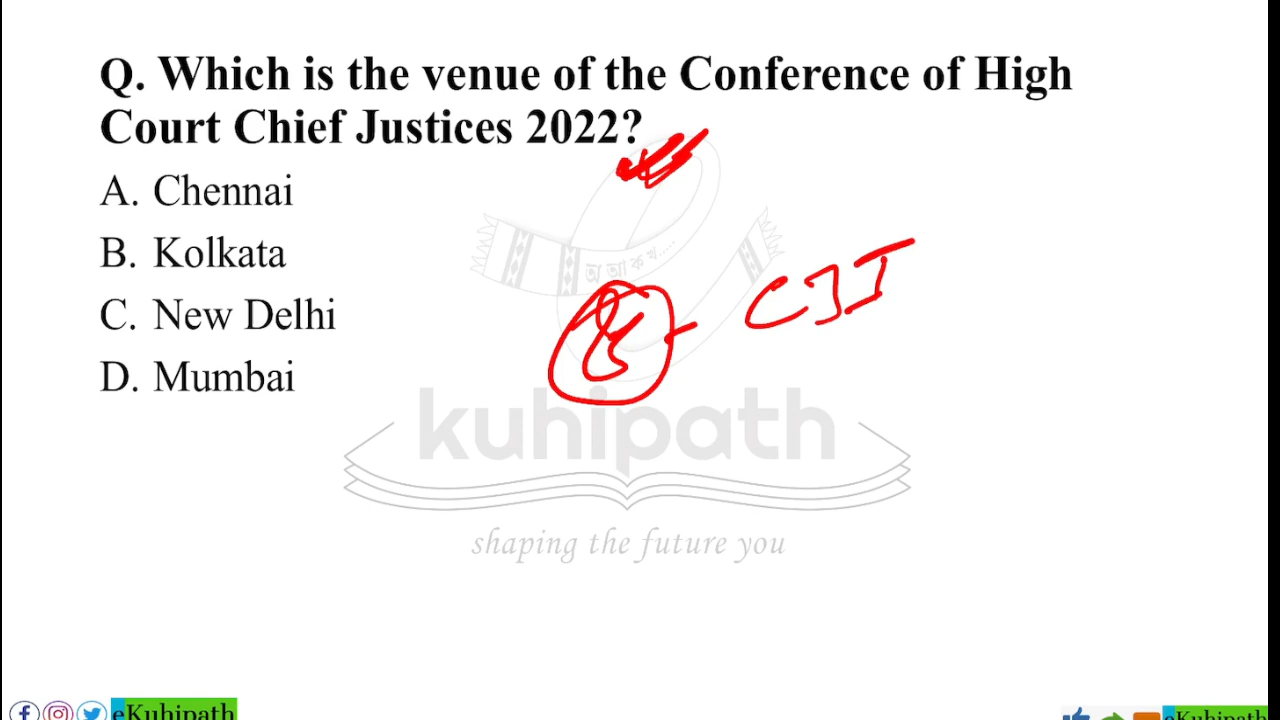 Q. Which is the venue of the Conference of High
Court Chief Justices 2022?
A. Chennai
B. Kolkata
C. New Delhi
D. Mumbai
অ আ ক খ....
CJI
kuhipath
shaping the future you
eKuhipath
eKuhipath